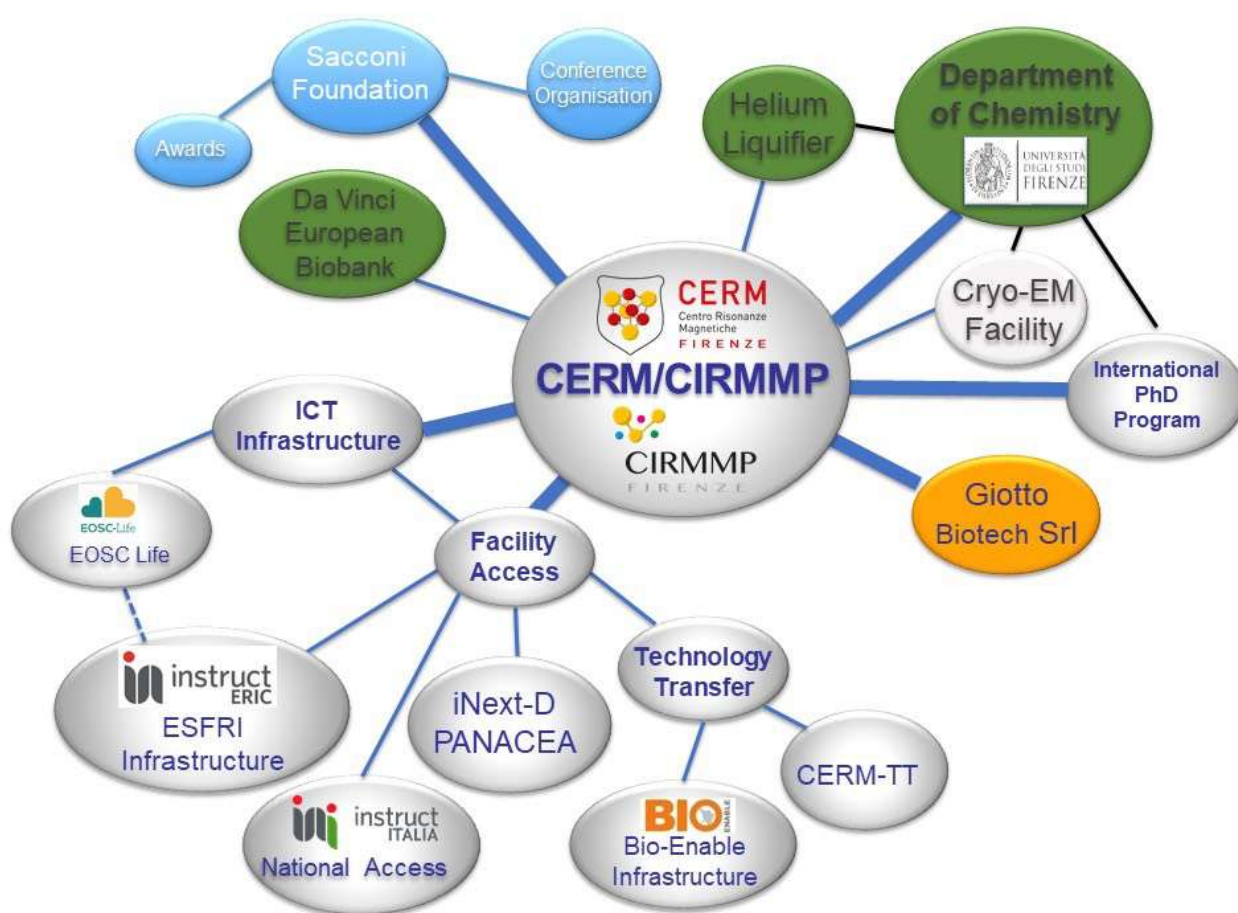 Sacconi
Foundation
Conference
Organisation
Awards
Helium
Liquifier
Department
of Chemistry
UNIVERSITÀ
DEGLI STUDI
FIRENZE
Da Vinci
European
Biobank
Cryo-EM
Facility
International
PhD
Program
CERM
Centro Risonanze
Magnetiche
FIRENZE
CERM/CIRMMP
CIRMMP
FIRENZE
ICT
Infrastructure
Giotto
Biotech Srl
EOSC-Life
EOSC Life
Facility
Access
instruct
ERIC
ESFRI
Infrastructure
iNext-D
PANACEA
Technology
Transfer
CERM-TT
instruct
ITALIA
National Access
BIO
ENABLE
Bio-Enable
Infrastructure